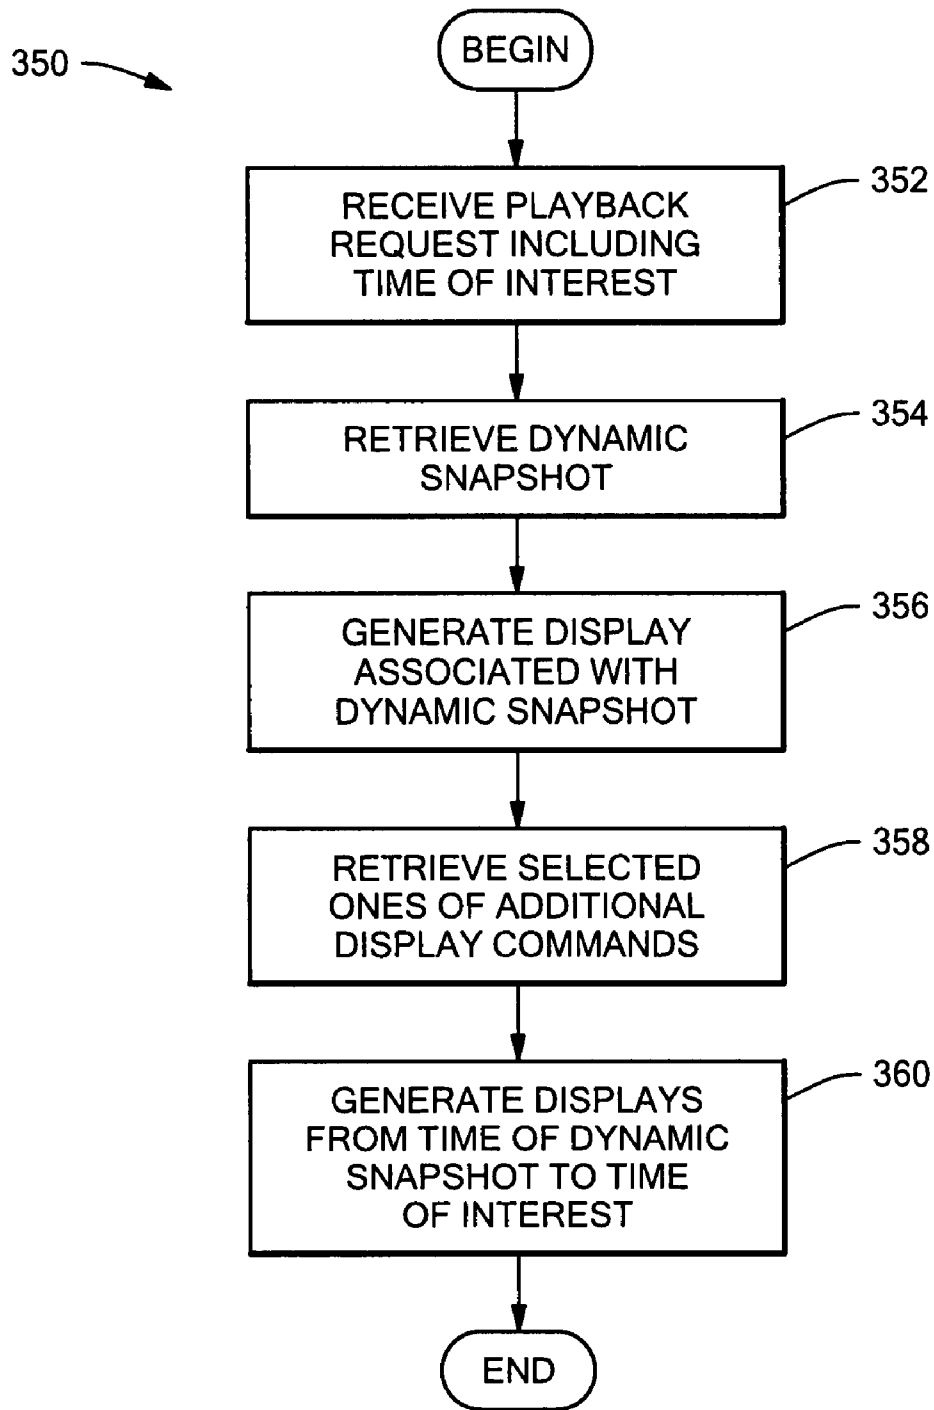 BEGIN
350
RECEIVE PLAYBACK
REQUEST INCLUDING
TIME OF INTEREST
352
RETRIEVE DYNAMIC
SNAPSHOT
354
GENERATE DISPLAY
ASSOCIATED WITH
DYNAMIC SNAPSHOT
356
RETRIEVE SELECTED
ONES OF ADDITIONAL
DISPLAY COMMANDS
358
GENERATE DISPLAYS
FROM TIME OF DYNAMIC
SNAPSHOT TO TIME
OF INTEREST
360
END